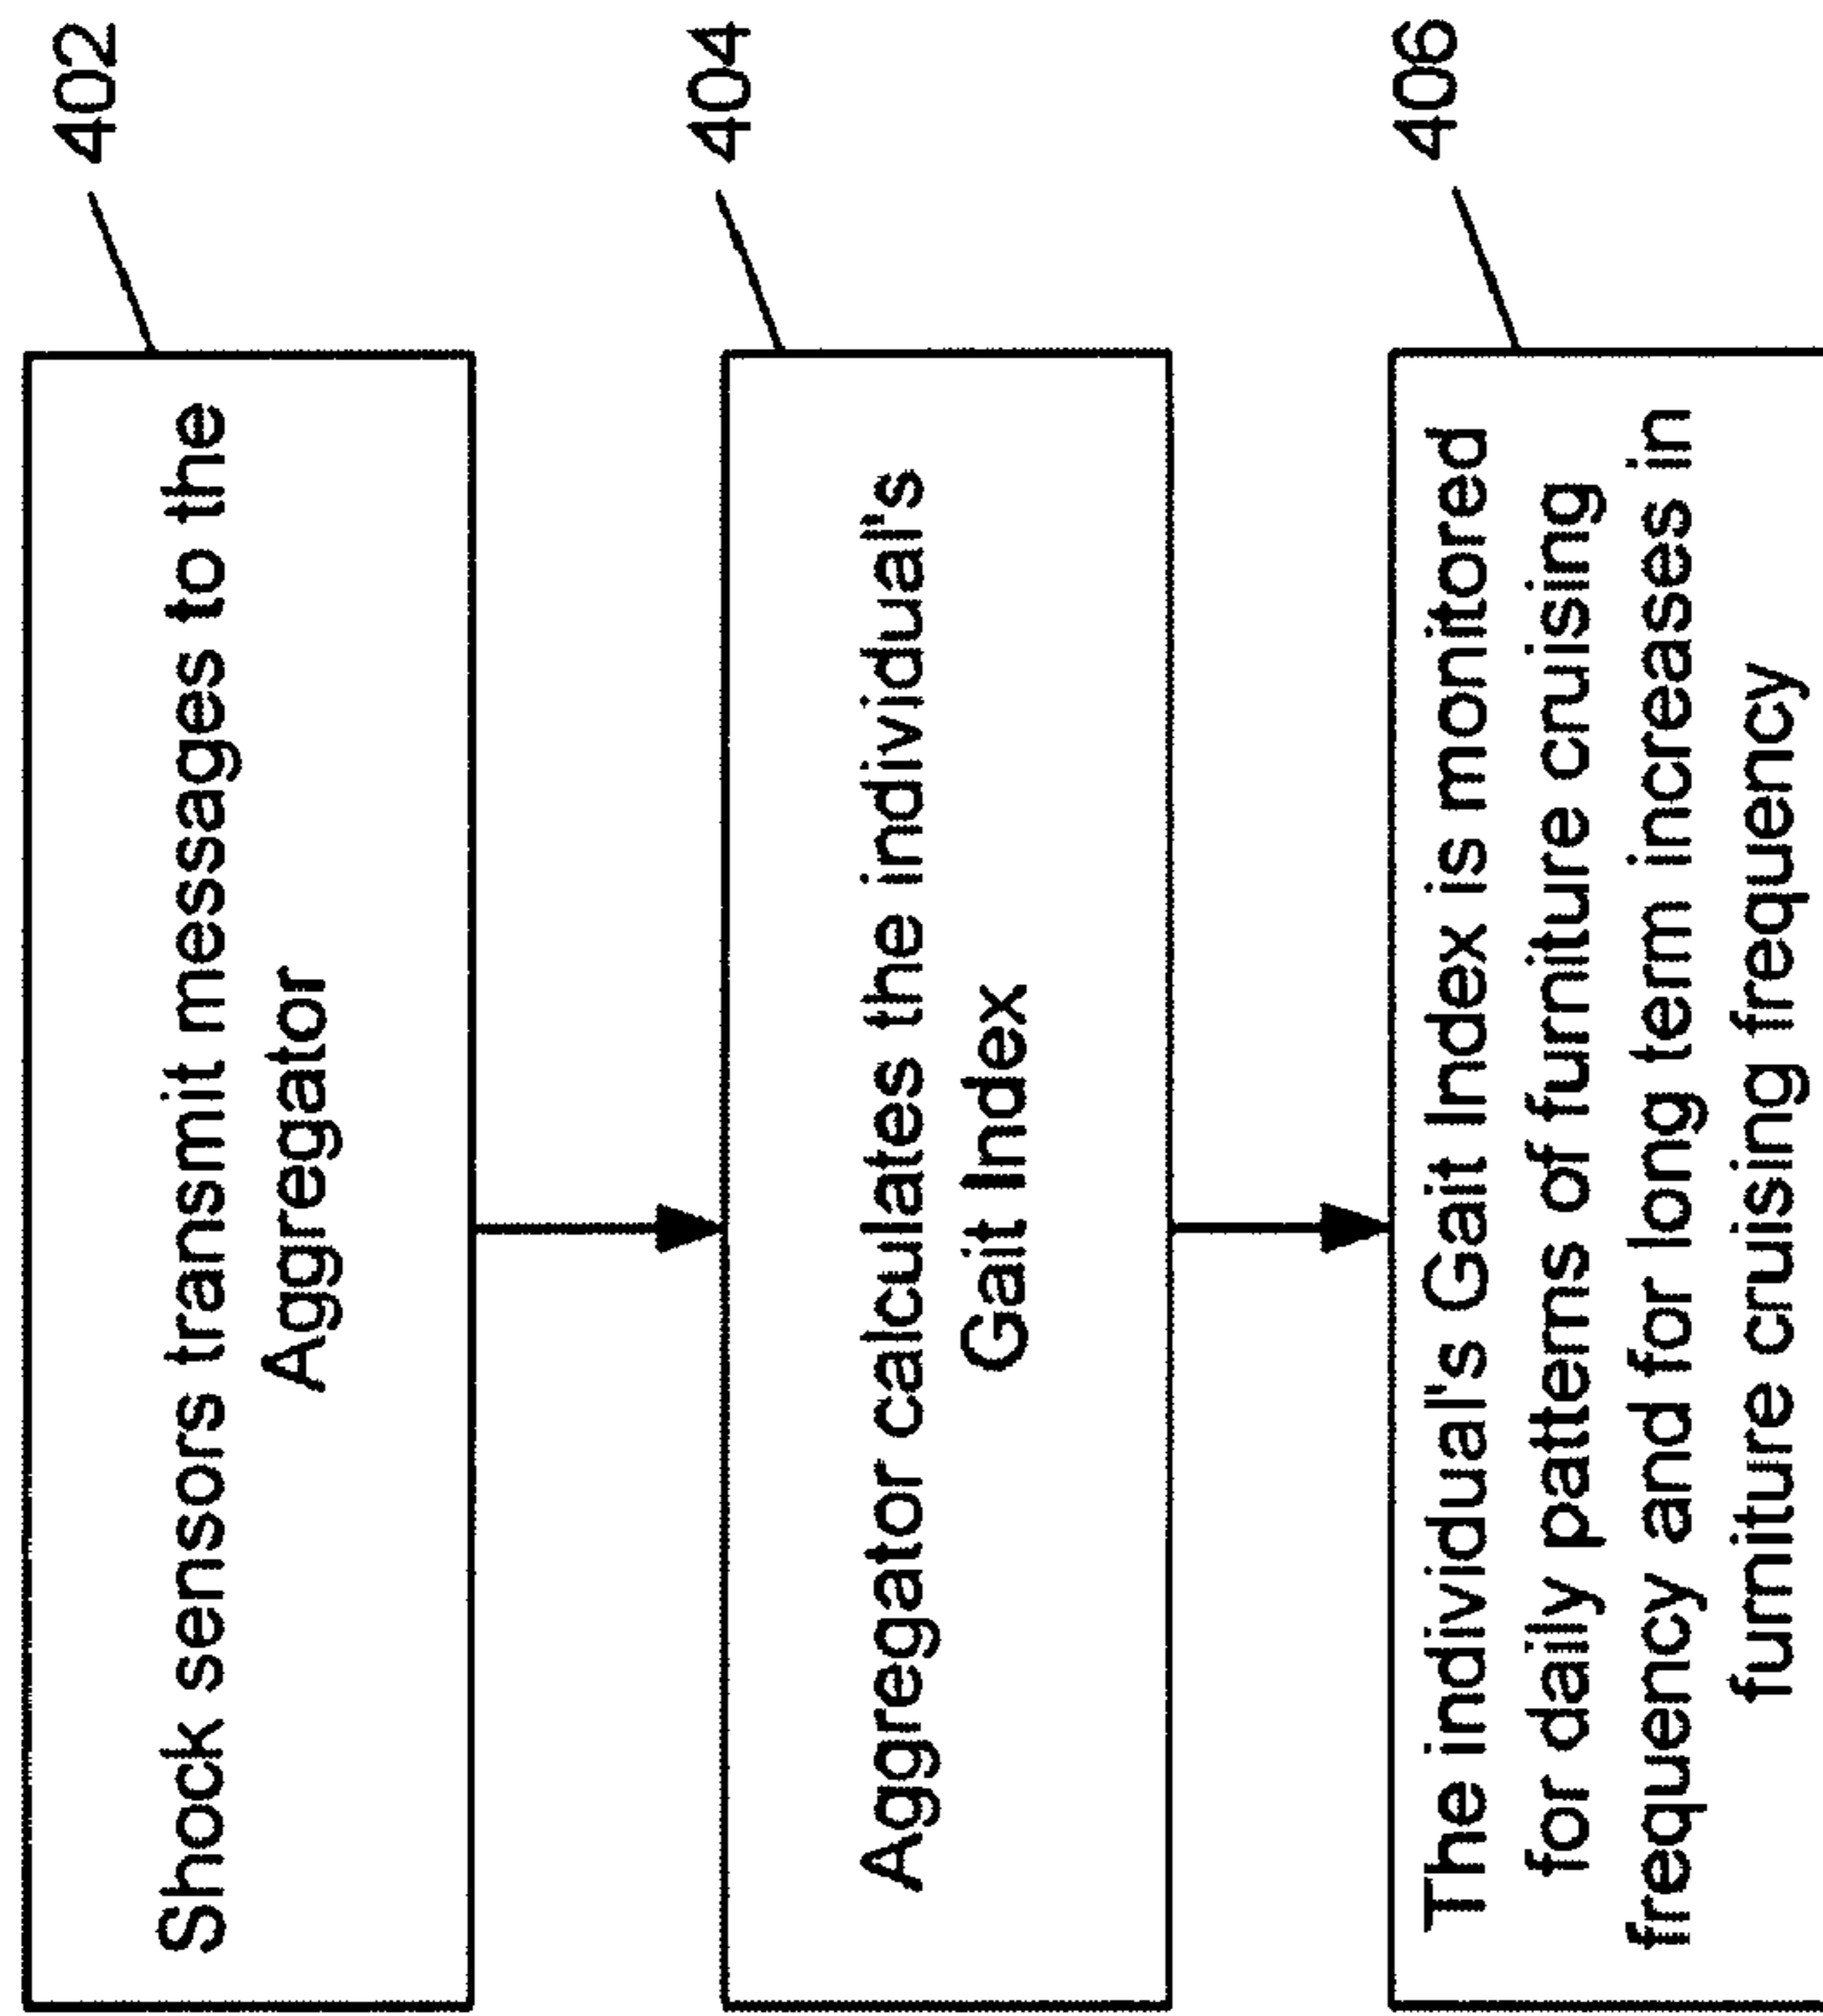 402
Shock sensors transmit messages to the
Aggregator
404
Aggregator calculates the individual's
Gait Index
406
The individual's Gait Index is monitored
for daily patterns of furniture cruising
frequency and for long term increases in
furniture cruising frequency